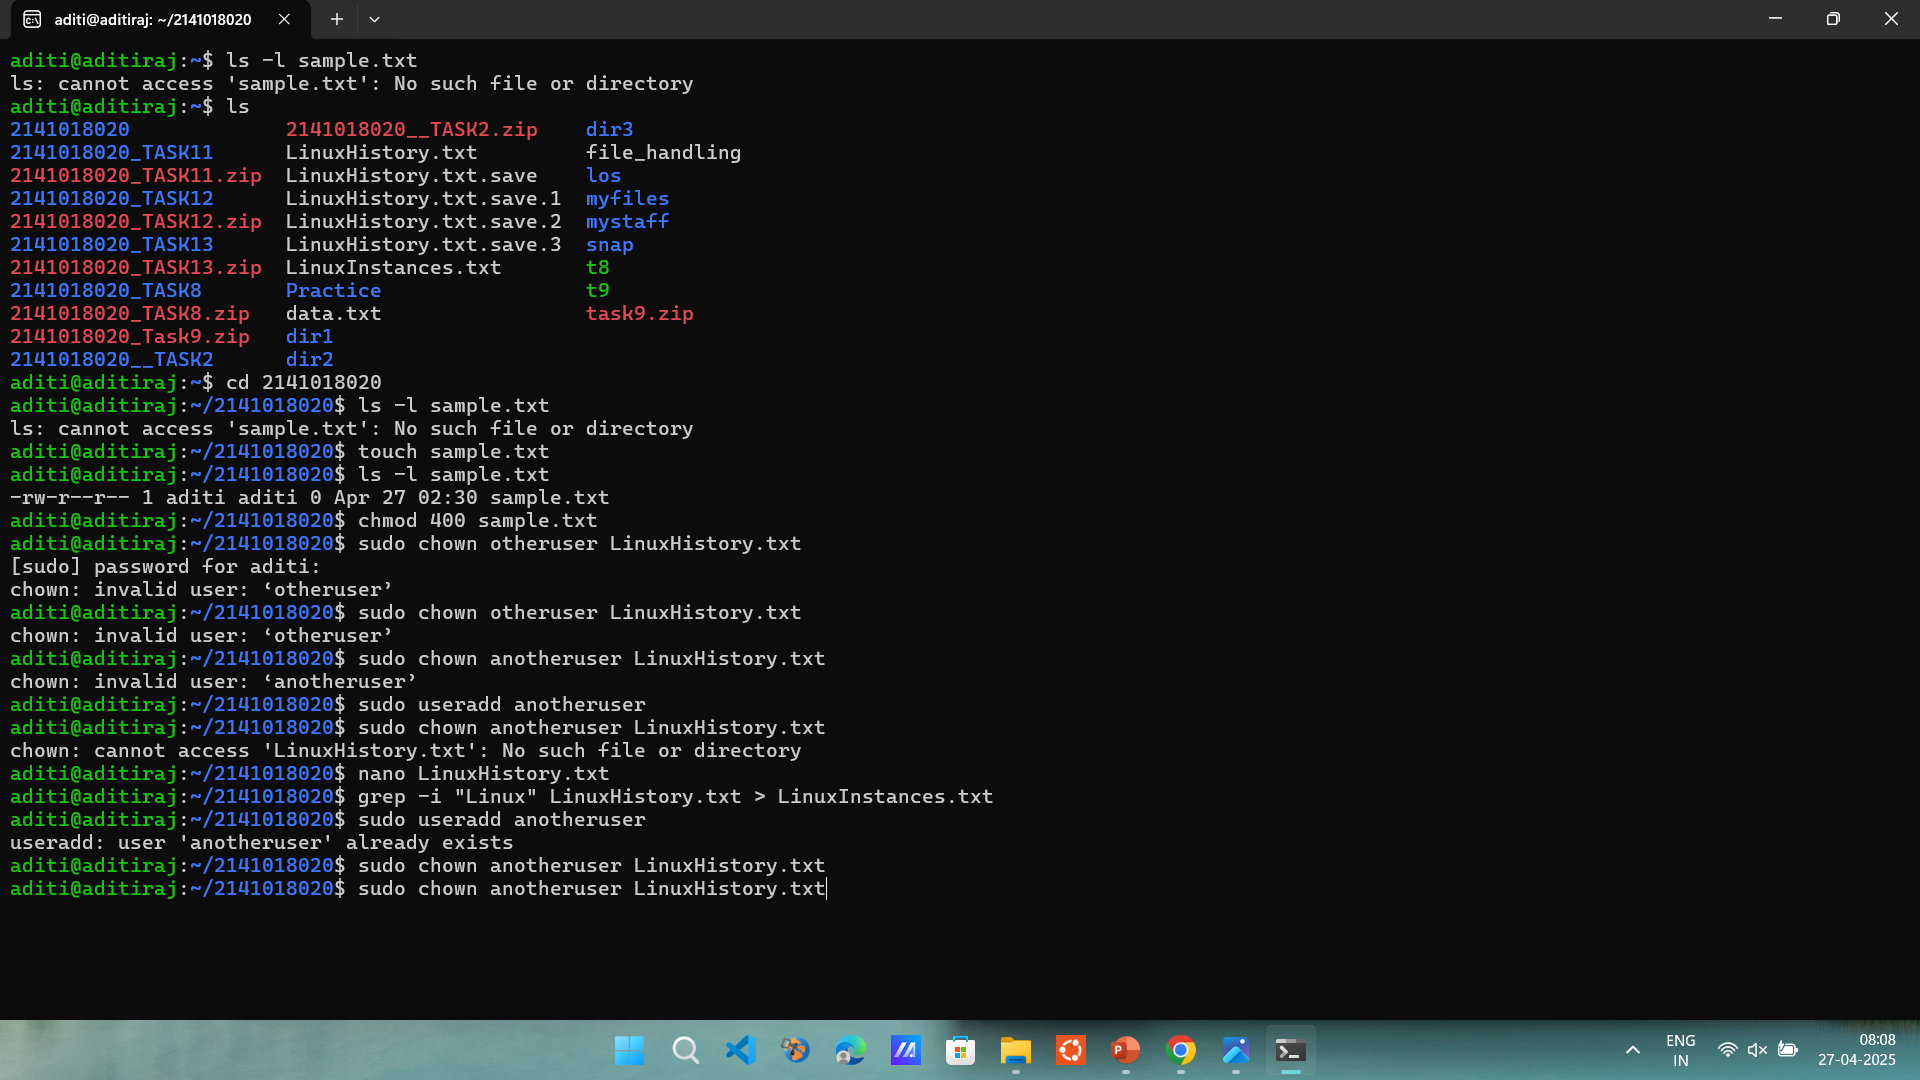 aditi@aditiraj: ~/2141018020
aditi@aditiraj:~$ ls -l sample.txt
ls: cannot access 'sample.txt': No such file or directory
aditi@aditiraj:~$ ls
2141018020             2141018020__TASK2.zip    dir3
2141018020_TASK11      LinuxHistory.txt         file_handling
2141018020_TASK11.zip  LinuxHistory.txt.save    los
2141018020_TASK12      LinuxHistory.txt.save.1  myfiles
2141018020_TASK12.zip  LinuxHistory.txt.save.2  mystaff
2141018020_TASK13      LinuxHistory.txt.save.3  snap
2141018020_TASK13.zip  LinuxInstances.txt       t8
2141018020_TASK8       Practice                 t9
2141018020_TASK8.zip   data.txt                 task9.zip
2141018020_Task9.zip   dir1
2141018020__TASK2      dir2
aditi@aditiraj:~$ cd 2141018020
aditi@aditiraj:~/2141018020$ ls -l sample.txt
ls: cannot access 'sample.txt': No such file or directory
aditi@aditiraj:~/2141018020$ touch sample.txt
aditi@aditiraj:~/2141018020$ ls -l sample.txt
-rw-r--r-- 1 aditi aditi 0 Apr 27 02:30 sample.txt
aditi@aditiraj:~/2141018020$ chmod 400 sample.txt
aditi@aditiraj:~/2141018020$ sudo chown otheruser LinuxHistory.txt
[sudo] password for aditi:
chown: invalid user: ‘otheruser’
aditi@aditiraj:~/2141018020$ sudo chown otheruser LinuxHistory.txt
chown: invalid user: ‘otheruser’
aditi@aditiraj:~/2141018020$ sudo chown anotheruser LinuxHistory.txt
chown: invalid user: ‘anotheruser’
aditi@aditiraj:~/2141018020$ sudo useradd anotheruser
aditi@aditiraj:~/2141018020$ sudo chown anotheruser LinuxHistory.txt
chown: cannot access 'LinuxHistory.txt': No such file or directory
aditi@aditiraj:~/2141018020$ nano LinuxHistory.txt
aditi@aditiraj:~/2141018020$ grep -i "Linux" LinuxHistory.txt > LinuxInstances.txt
aditi@aditiraj:~/2141018020$ sudo useradd anotheruser
useradd: user 'anotheruser' already exists
aditi@aditiraj:~/2141018020$ sudo chown anotheruser LinuxHistory.txt
aditi@aditiraj:~/2141018020$ sudo chown anotheruser LinuxHistory.txt
ENG
IN
08:08
27-04-2025